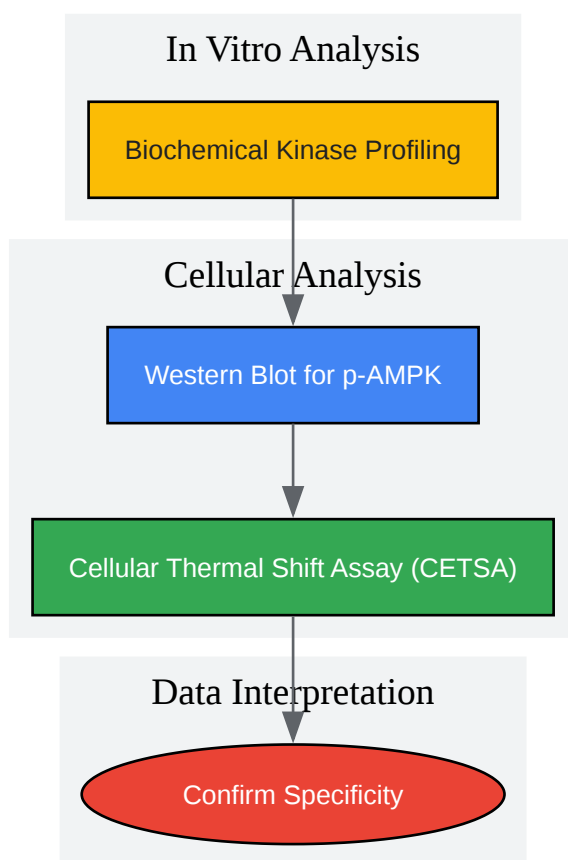 In Vitro Analysis
Biochemical Kinase Profiling
Cellular Analysis
Western Blot for p-AMPK
Cellular Thermal Shift Assay (CETSA)
Data Interpretation
Confirm Specificity